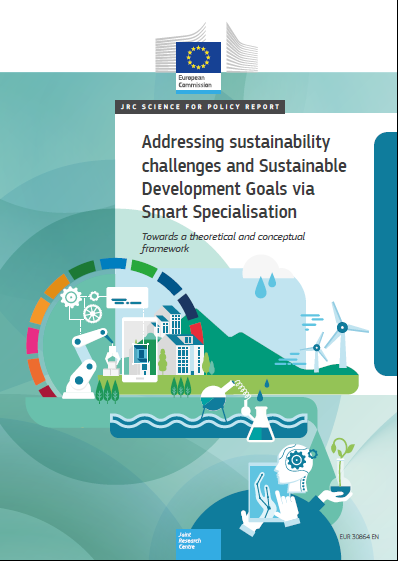 European
Commission
JRC SCIENCE FOR POLICY REPORT
Addressing sustainability
challenges and Sustainable
Development Goals via
Smart Specialisation
Towards a theoretical and conceptual
framework
Joint
Research
Centre
EUR 30864 EN